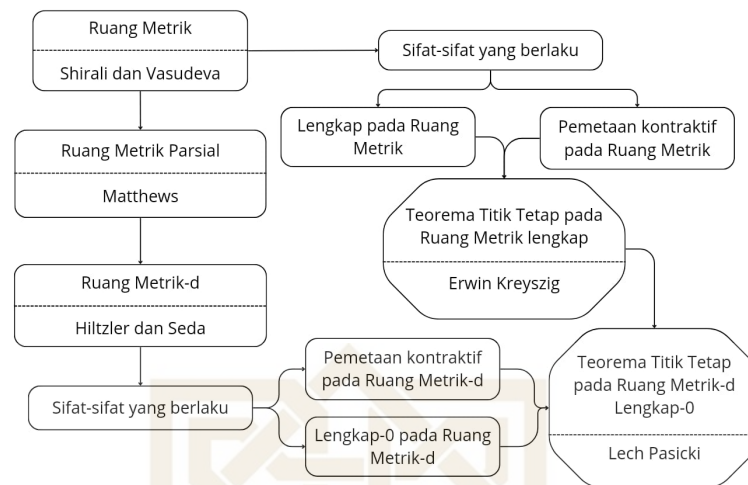 Ruang Metrik
Shirali dan Vasudeva
Sifat-sifat yang berlaku
Lengkap pada Ruang
Metrik
Pemetaan kontraktif
pada Ruang Metrik
Ruang Metrik Parsial
Matthews
Teorema Titik Tetap pada
Ruang Metrik lengkap
Erwin Kreyszig
Ruang Metrik-d
Hiltzler dan Seda
Sifat-sifat yang berlaku
Pemetaan kontraktif
pada Ruang Metrik-d
Lengkap-0 pada Ruang
Metrik-d
Teorema Titik Tetap
pada Ruang Metrik-d
Lengkap-0
Lech Pasicki